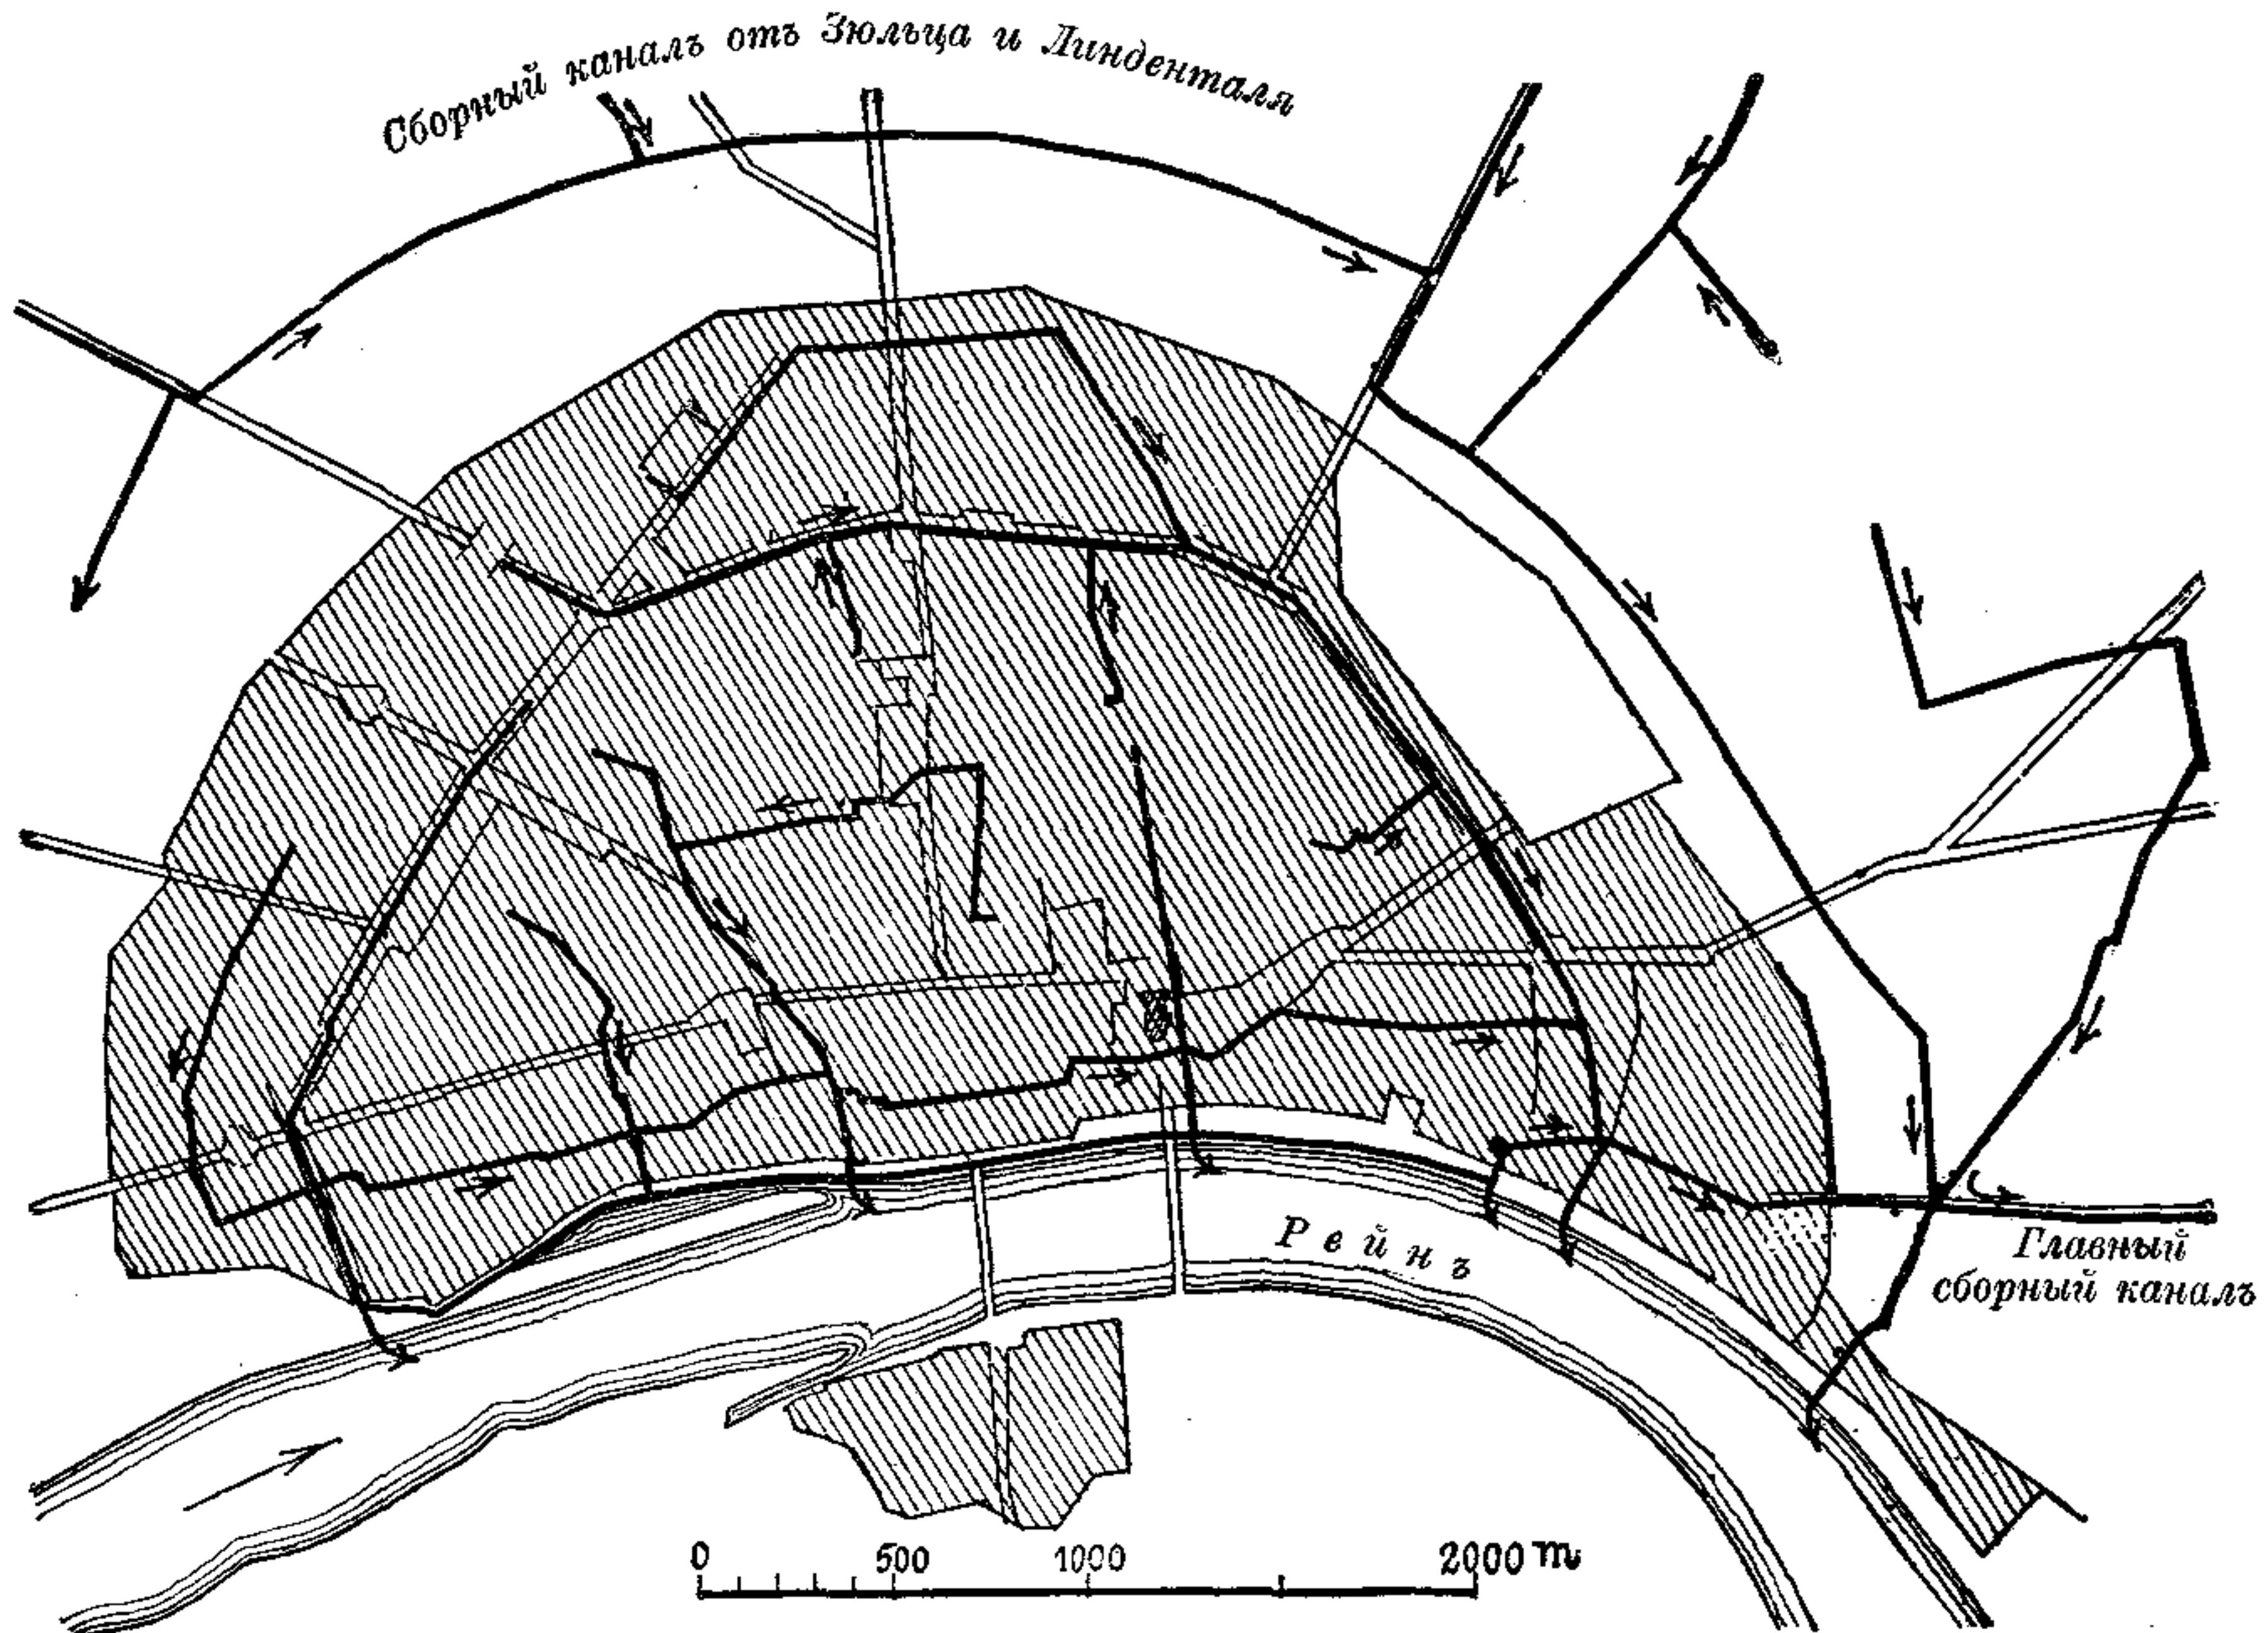 Сборный каналъ отъ Зюльца и Линденталя
Рейнъ
Главный
сборный каналъ
0 500 1000 2000 m